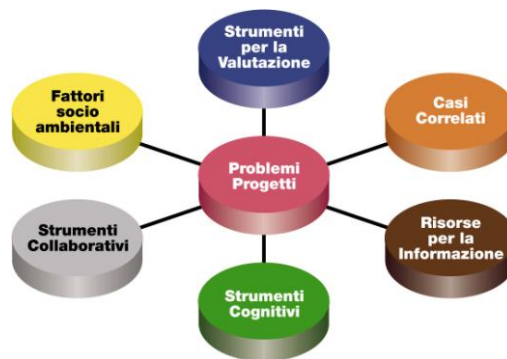 Strumenti
per la
Valutazione
Fattori
socio
ambientali
Casi
Correlati
Problemi
Progetti
Strumenti
Collaborativi
Risorse
per la
Informazione
Strumenti
Cognitivi